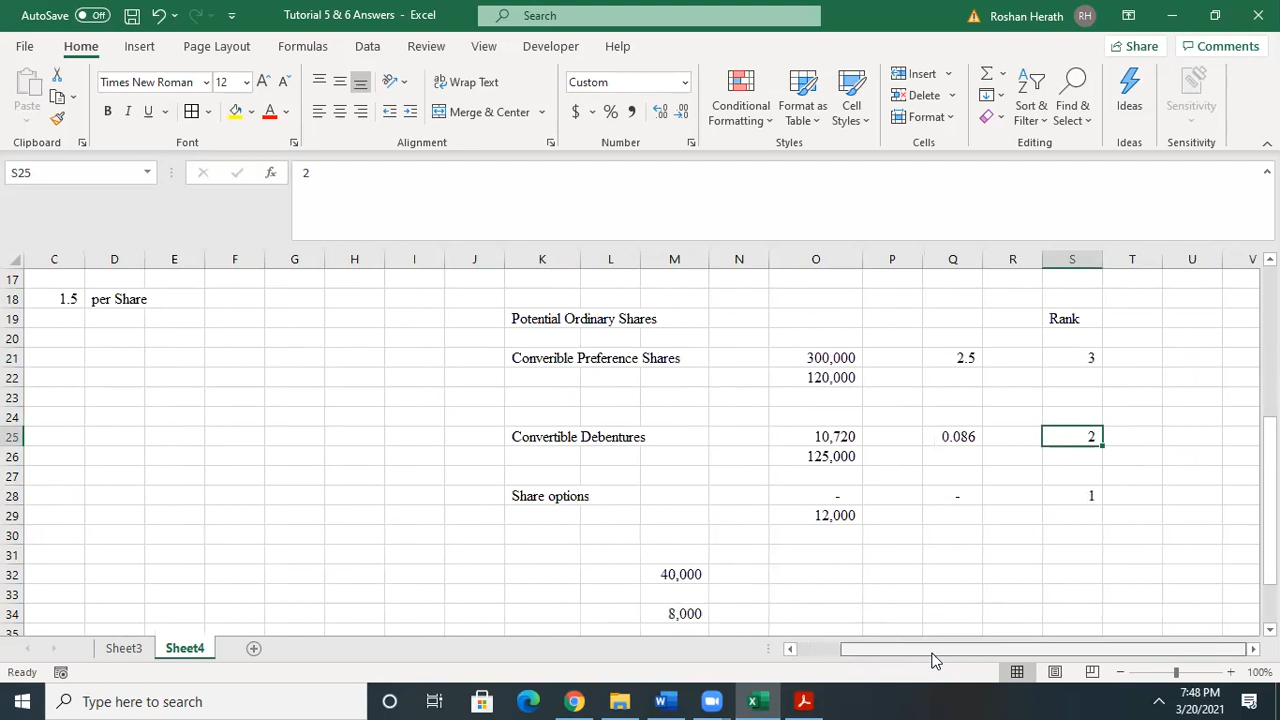 AutoSave Off Tutorial 5 & 6 Answers - Excel Search Roshan Herath RH
File Home Insert Page Layout Formulas Data Review View Developer Help Share Comments
Paste Times New Roman 12 A A Wrap Text Custom Insert Delete Format Conditional Formatting Format as Table Cell Styles Sort & Filter Find & Select Ideas Sensitivity
B I U A Merge & Center $ %
Clipboard Font Alignment Number Styles Cells Editing Ideas Sensitivity
S25 fx 2
C D E F G H I J K L M N O P Q R S T U V
17
18 1.5 per Share
19 Potential Ordinary Shares Rank
20
21 Converible Preference Shares 300,000 2.5 3
22 120,000
23
24
25 Convertible Debentures 10,720 0.086 2
26 125,000
27
28 Share options - - 1
29 12,000
30
31
32 40,000
33
34 8,000
35
Sheet3 Sheet4
Ready 100%
Type here to search 7:48 PM
3/20/2021